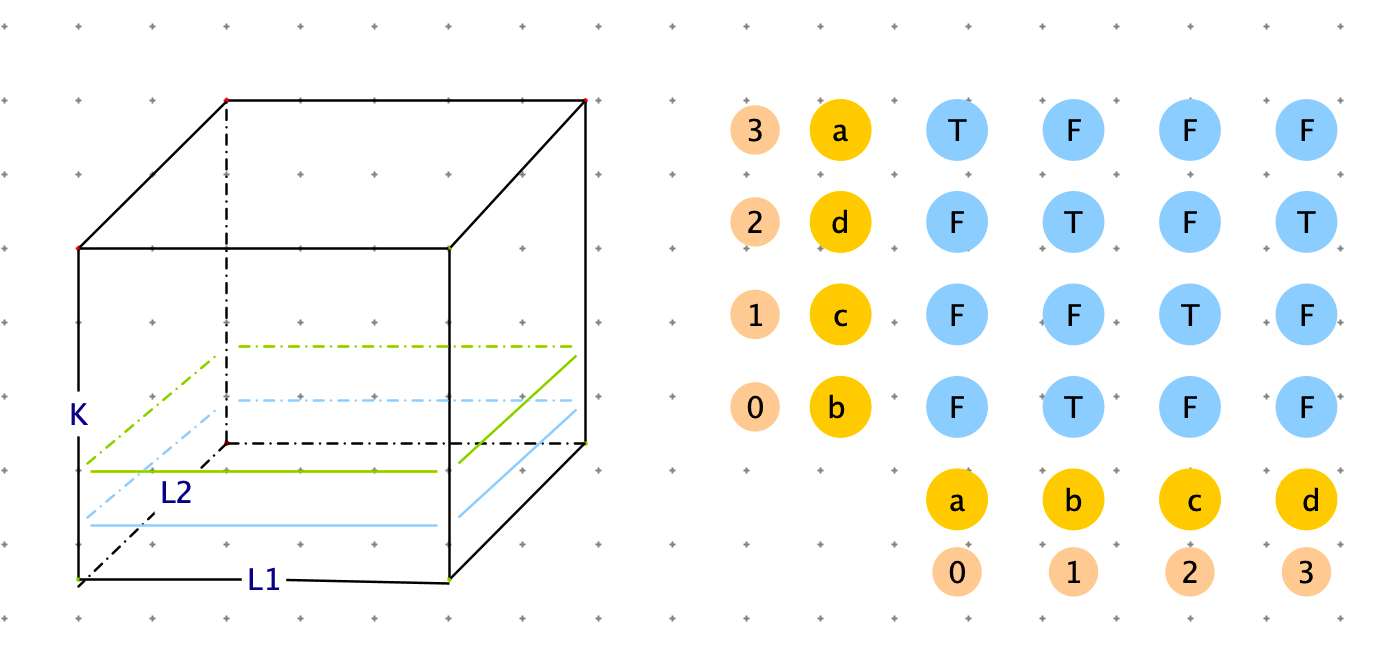 K
L2
L1
3 a T F F F
2 d F T F T
1 c F F T F
0 b F T F F
a b c d
0 1 2 3